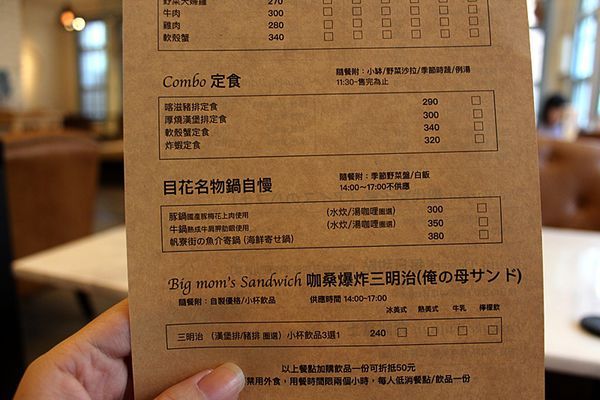 野菜天婦羅 270
牛肉 300
雞肉 280
軟殼蟹 340
Combo 定食
隨餐附：小缽/野菜沙拉/季節時蔬/例湯
11:30~售完為止
喀滋豬排定食 290
厚燒漢堡排定食 300
軟殼蟹定食 340
炸蝦定食 320
目花名物鍋自慢
隨餐附：季節野菜盤/白飯
14:00～17:00不供應
豚鍋國產豚梅花上肉使用 (水炊/湯咖哩圈選) 300
牛鍋熟成牛肩胛肋眼使用 (水炊/湯咖哩圈選) 350
帆寮街の魚介寄鍋 (海鮮寄せ鍋) 380
Big mom's Sandwich 咖桑爆炸三明治(俺の母サンド)
隨餐附：自製優格/小杯飲品 供應時間 14:00-17:00
冰美式 熱美式 牛乳 檸檬飲
三明治 (漢堡排/豬排 圈選) 小杯飲品3選1 240
以上餐點加購飲品一份可折抵50元
禁用外食，用餐時間限兩個小時，每人低消餐點/飲品一份